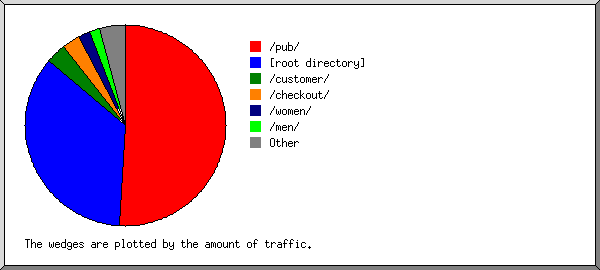 /pub/
[root directory]
/customer/
/checkout/
/women/
/men/
Other
The wedges are plotted by the amount of traffic.